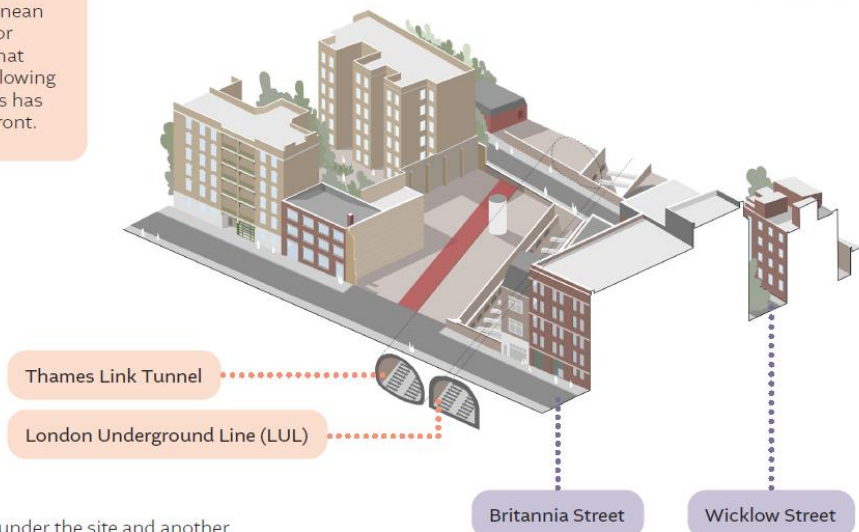 nean
or
hat
lowing
s has
ront.
Thames Link Tunnel
London Underground Line (LUL)
Britannia Street
Wicklow Street
under the site and another